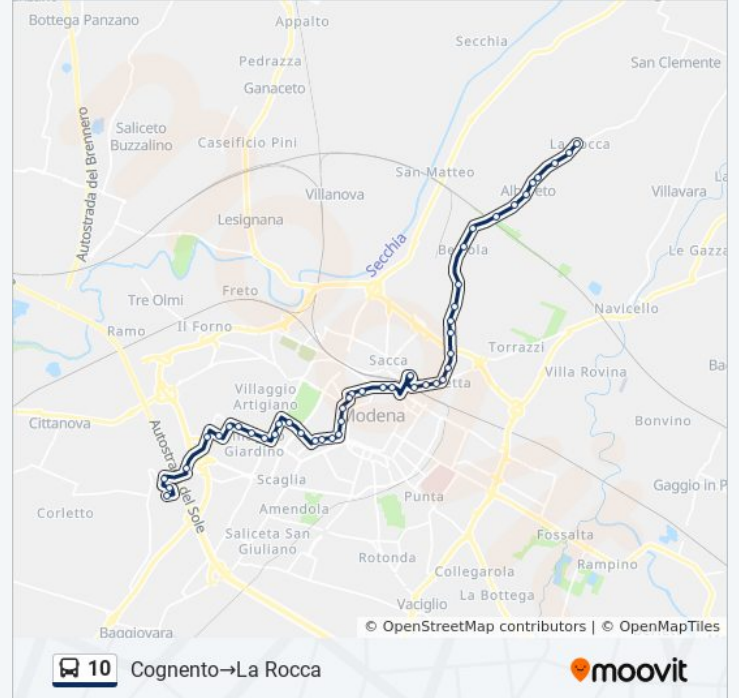 Bottega Panzano
Appalto
Secchia
Pedrazza
San Clemente
Ganaceto
Autostrada del Brennero
Saliceto
Buzzalino
Caseificio Pini
La Rocca
San Matteo
Villanova
Villavara
Lesignana
Secchia
Le Gazza
Freto
Tre Olmi
Navicello
Ramo
Il Forno
Torrazzi
Sacca
Villa Rovina
Villaggio
Artigiano
Modena
Cittanova
Bonvino
Autostrada del Sole
Giardino
Scaglia
Punta
Gaggio in P
Corletto
Amendola
Saliceta San
Giuliano
Fossalta
Rotonda
Collegarola
Rampino
La Bottega
Vaciglio
Baggiovara
© OpenStreetMap contributors | © OpenMapTiles
10 Cognento→La Rocca
moovit